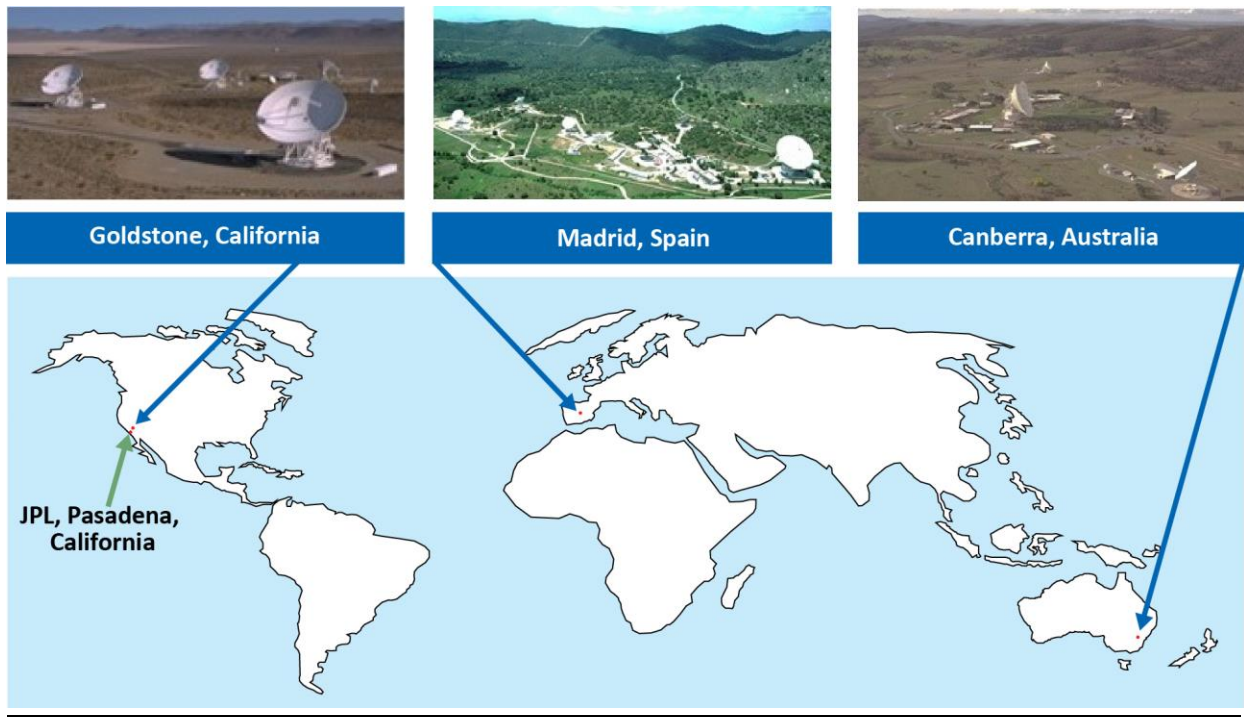 Goldstone, California
Madrid, Spain
Canberra, Australia
JPL, Pasadena,
California